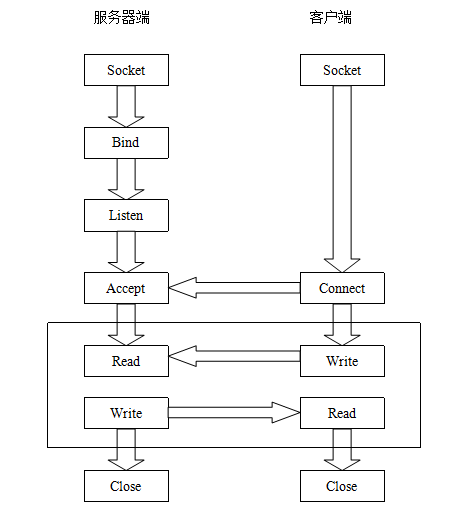 服务器端 客户端
Socket Socket
Bind
Listen
Accept Connect
Read Write
Write Read
Close Close